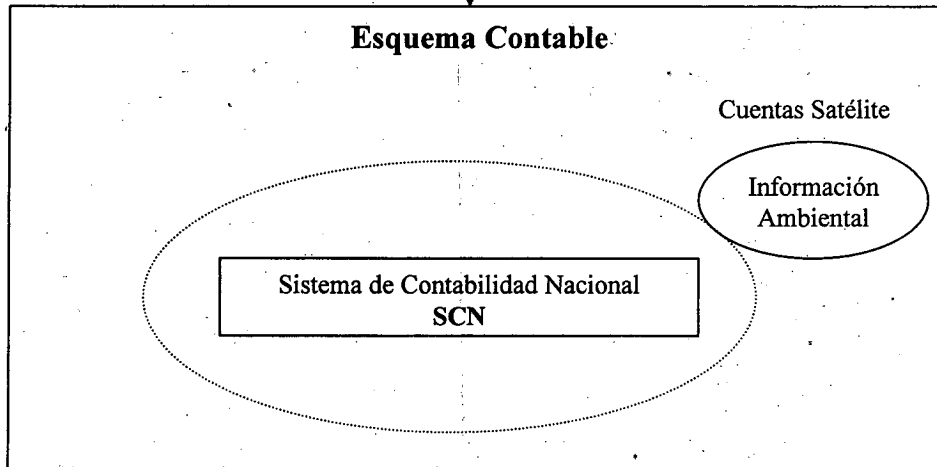 Esquema Contable
Cuentas Satélite
Información
Ambiental
Sistema de Contabilidad Nacional
SCN